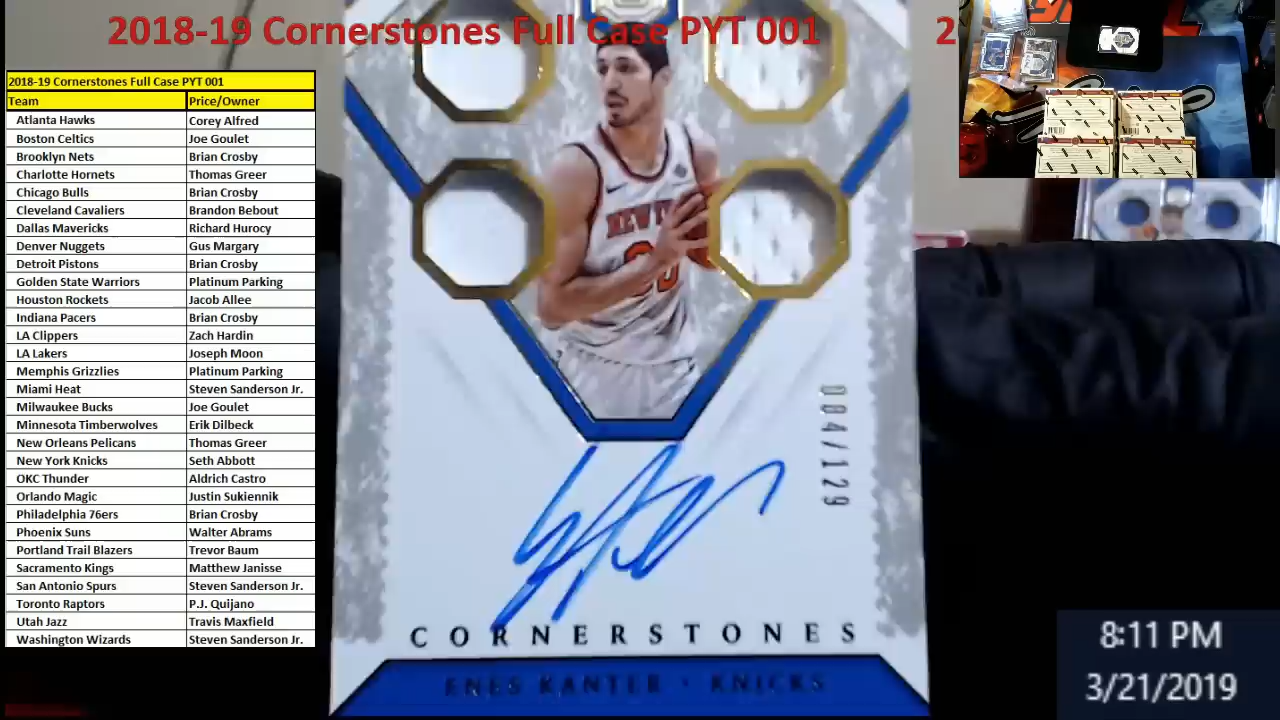 2018-19 Cornerstones Full Case PYT 001 2
2018-19 Cornerstones Full Case PYT 001
Team Price/Owner
Atlanta Hawks Corey Alfred
Boston Celtics Joe Goulet
Brooklyn Nets Brian Crosby
Charlotte Hornets Thomas Greer
Chicago Bulls Brian Crosby
Cleveland Cavaliers Brandon Bebout
Dallas Mavericks Richard Hurocy
Denver Nuggets Gus Margary
Detroit Pistons Brian Crosby
Golden State Warriors Platinum Parking
Houston Rockets Jacob Allee
Indiana Pacers Brian Crosby
LA Clippers Zach Hardin
LA Lakers Joseph Moon
Memphis Grizzlies Platinum Parking
Miami Heat Steven Sanderson Jr.
Milwaukee Bucks Joe Goulet
Minnesota Timberwolves Erik Dilbeck
New Orleans Pelicans Thomas Greer
New York Knicks Seth Abbott
OKC Thunder Aldrich Castro
Orlando Magic Justin Sukiennik
Philadelphia 76ers Brian Crosby
Phoenix Suns Walter Abrams
Portland Trail Blazers Trevor Baum
Sacramento Kings Matthew Janisse
San Antonio Spurs Steven Sanderson Jr.
Toronto Raptors P.J. Quijano
Utah Jazz Travis Maxfield
Washington Wizards Steven Sanderson Jr.
NEW
084/129
CORNERSTONES
ENES KANTER • KNICKS
8:11 PM
3/21/2019